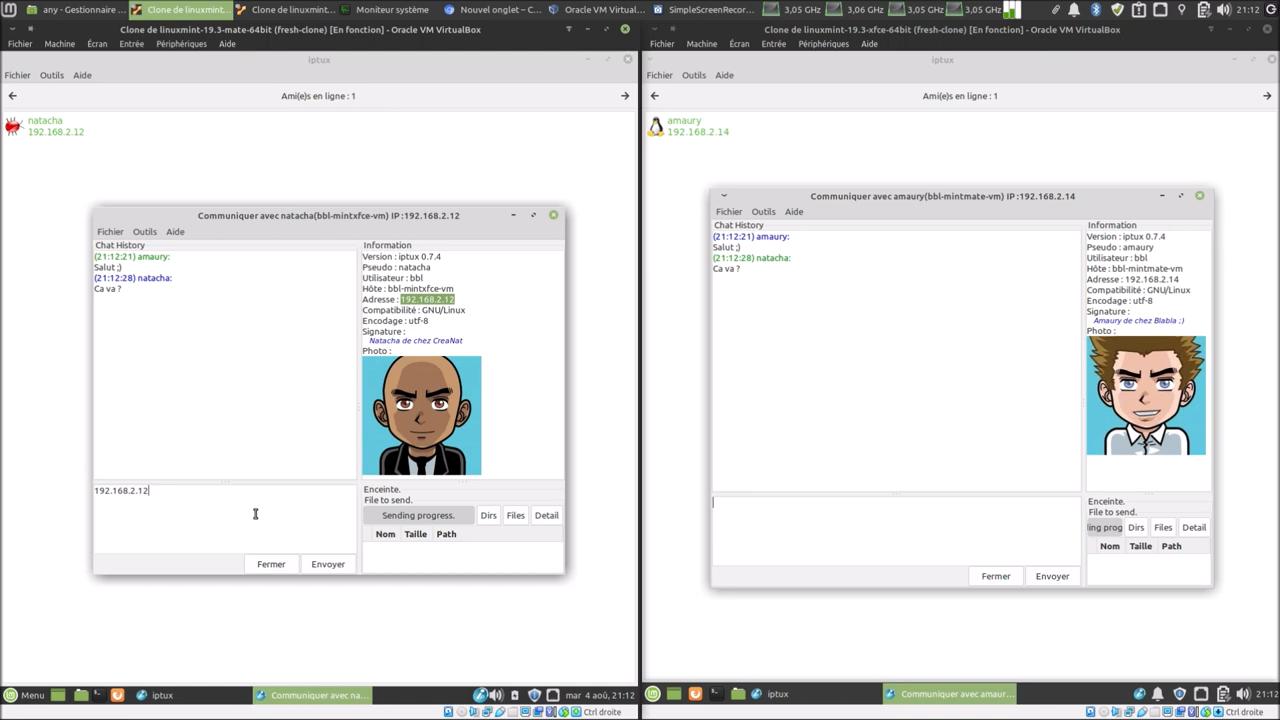 any - Gestionnaire ...
Clone de linuxmint...
Clone de linuxmint...
Moniteur système
Nouvel onglet – C...
Oracle VM Virtual...
SimpleScreenRecor...
3,05 GHz
3,06 GHz
3,05 GHz
3,05 GHz
21:12
Clone de linuxmint-19.3-mate-64bit (fresh-clone) [En fonction] - Oracle VM VirtualBox
Fichier Machine Écran Entrée Périphériques Aide
iptux
Fichier Outils Aide
Ami(e)s en ligne : 1
natacha
192.168.2.12
Communiquer avec natacha(bbl-mintxfce-vm) IP :192.168.2.12
Fichier Outils Aide
Chat History
(21:12:21) amaury:
Salut ;)
(21:12:28) natacha:
Ca va ?
192.168.2.12
Fermer Envoyer
Information
Version : iptux 0.7.4
Pseudo : natacha
Utilisateur : bbl
Hôte : bbl-mintxfce-vm
Adresse : 192.168.2.12
Compatibilité : GNU/Linux
Encodage : utf-8
Signature :
Natacha de chez CreaNat
Photo :
Enceinte.
File to send.
Sending progress. Dirs Files Detail
Nom Taille Path
Menu
iptux
Communiquer avec na...
mar 4 aoû, 21:12
Ctrl droite
Clone de linuxmint-19.3-xfce-64bit (fresh-clone) [En fonction] - Oracle VM VirtualBox
Fichier Machine Écran Entrée Périphériques Aide
iptux
Fichier Outils Aide
Ami(e)s en ligne : 1
amaury
192.168.2.14
Communiquer avec amaury(bbl-mintmate-vm) IP :192.168.2.14
Fichier Outils Aide
Chat History
(21:12:21) amaury:
Salut ;)
(21:12:28) natacha:
Ca va ?
Fermer Envoyer
Information
Version : iptux 0.7.4
Pseudo : amaury
Utilisateur : bbl
Hôte : bbl-mintmate-vm
Adresse : 192.168.2.14
Compatibilité : GNU/Linux
Encodage : utf-8
Signature :
Amaury de chez Blabla ;)
Photo :
Enceinte.
File to send.
ling prog Dirs Files Detail
Nom Taille Path
iptux
Communiquer avec amaur...
21:12
Ctrl droite